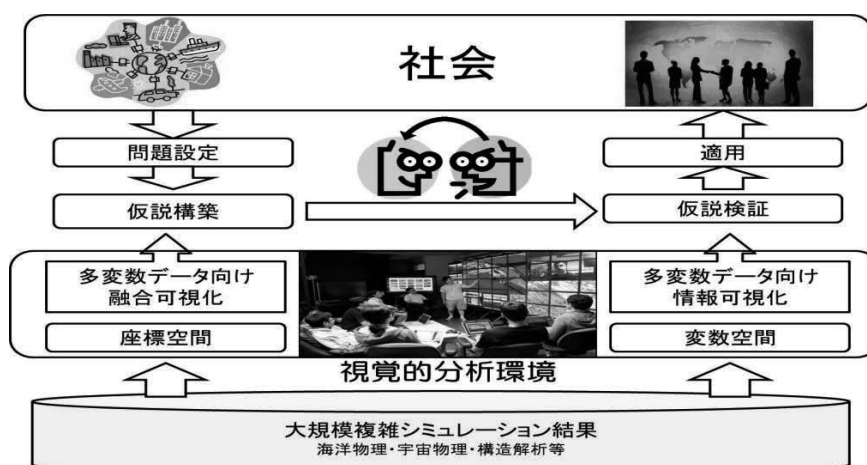 社会
問題設定
適用
仮説構築
仮説検証
多変数データ向け
融合可視化
多変数データ向け
情報可視化
座標空間
変数空間
視覚的分析環境
大規模複雑シミュレーション結果
海洋物理・宇宙物理・構造解析等